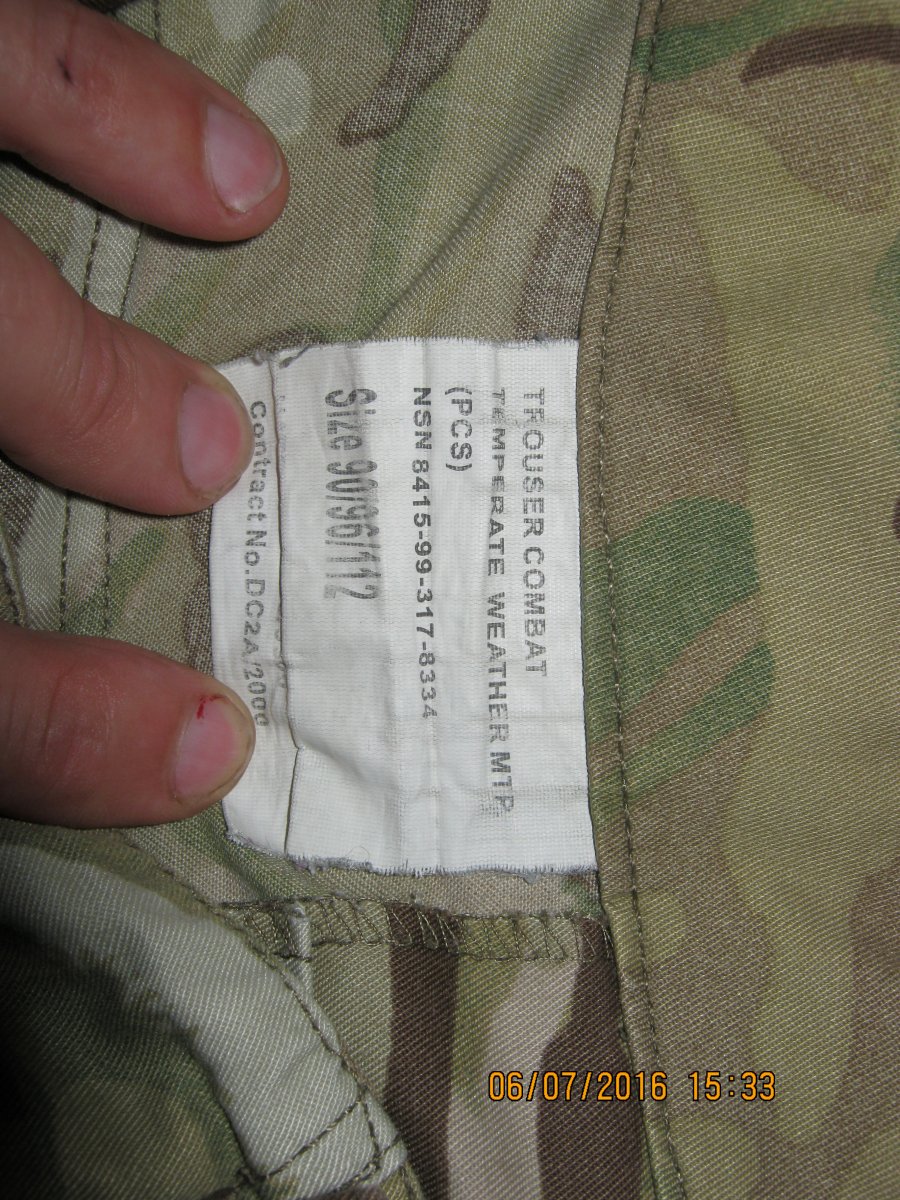 TROUSER COMBAT
TEMPERATE WEATHER MTP
(PCS)
NSN 8415-99-317-8334
Size 90/96/112
Contract No.DC2A/2000
06/07/2016 15:33